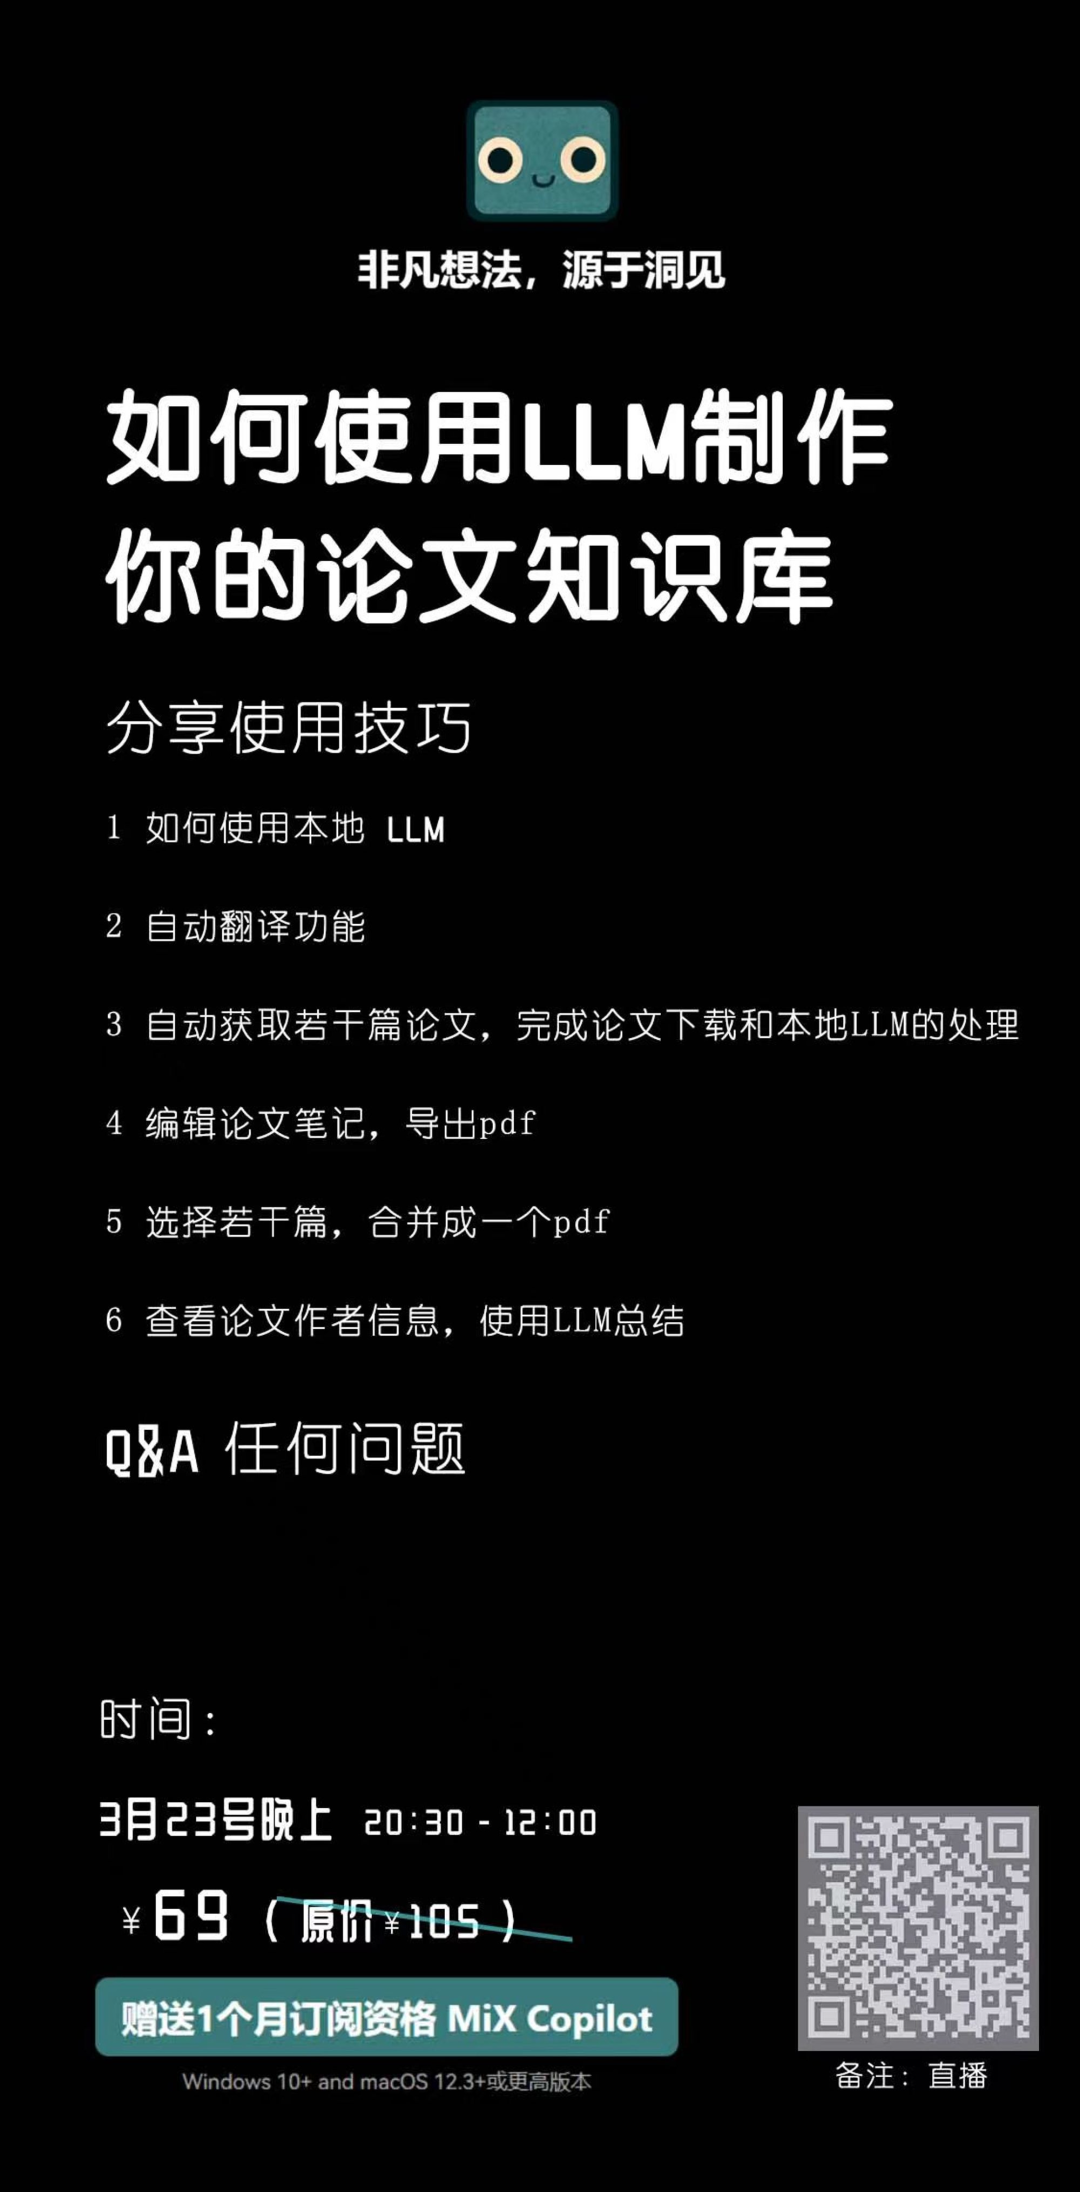 非凡想法，源于洞见
如何使用LLM制作
你的论文知识库
分享使用技巧
1 如何使用本地 LLM
2 自动翻译功能
3 自动获取若干篇论文，完成论文下载和本地LLM的处理
4 编辑论文笔记，导出pdf
5 选择若干篇，合并成一个pdf
6 查看论文作者信息，使用LLM总结
Q&A 任何问题
时间：
3月23号晚上 20:30 - 12:00
¥69（原价¥105）
赠送1个月订阅资格 MiX Copilot
Windows 10+ and macOS 12.3+或更高版本
备注：直播